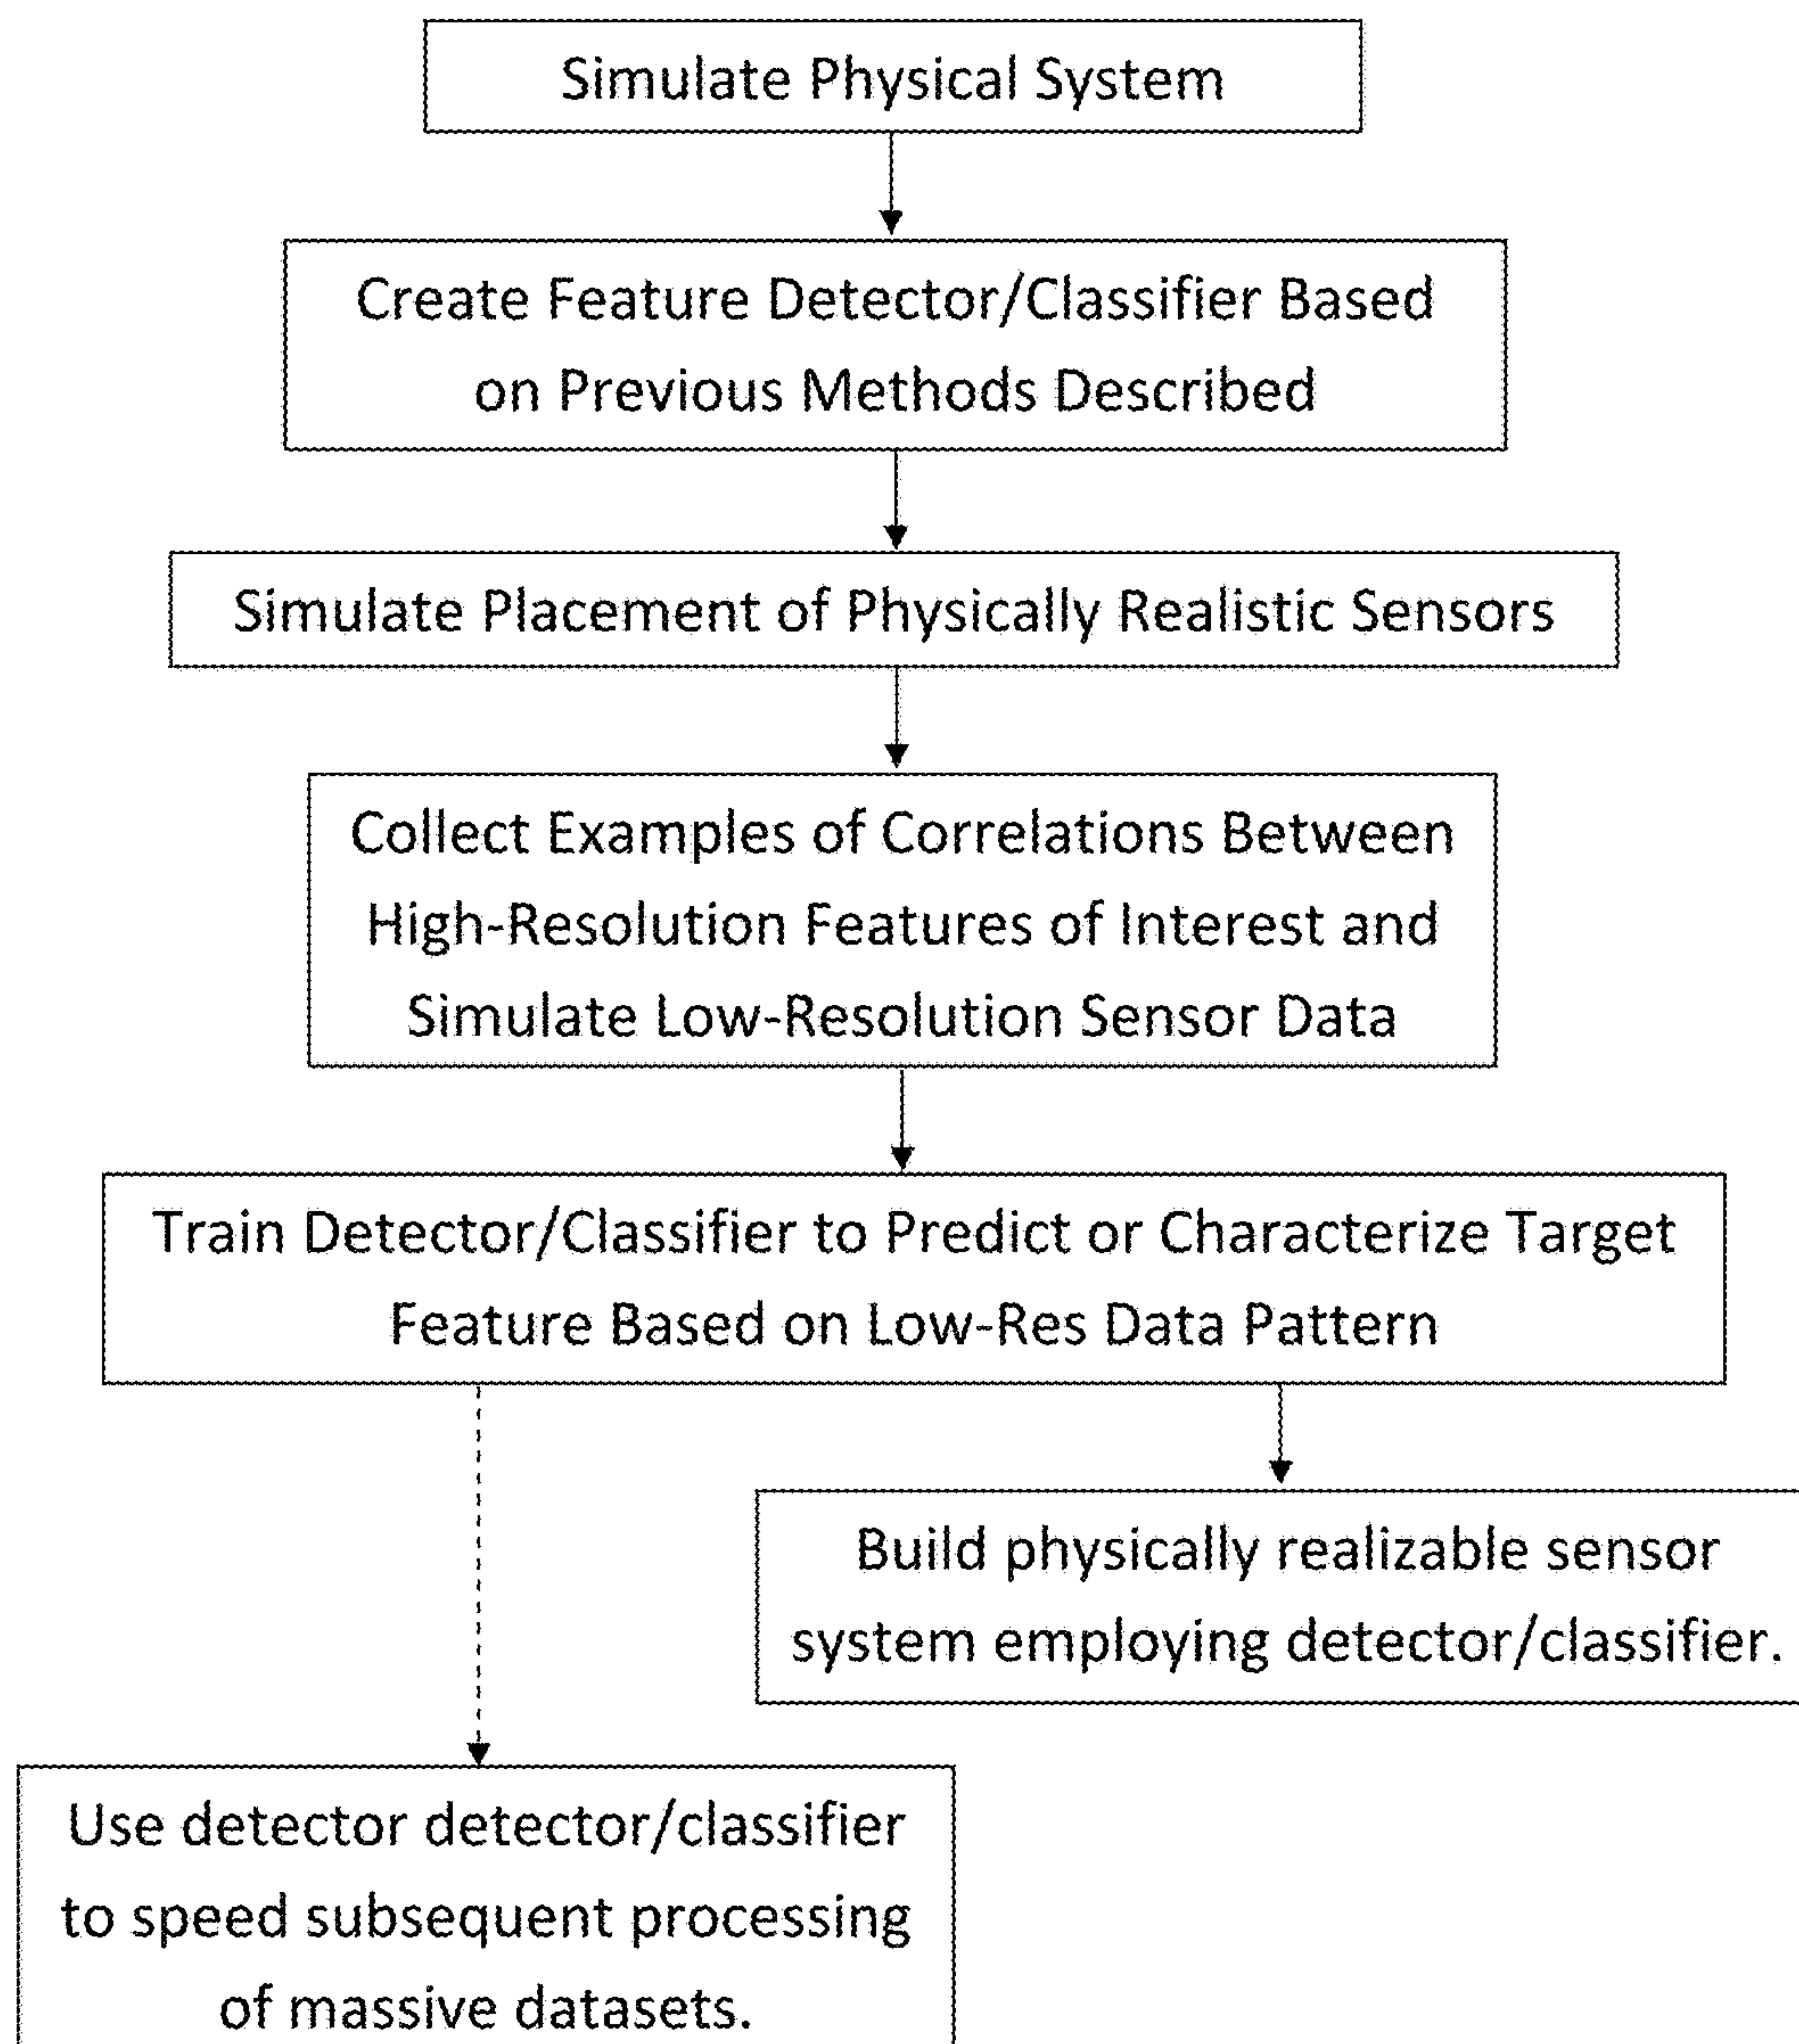 Simulate Physical System
Create Feature Detector/Classifier Based
on Previous Methods Described
Simulate Placement of Physically Realistic Sensors
Collect Examples of Correlations Between
High-Resolution Features of Interest and
Simulate Low-Resolution Sensor Data
Train Detector/Classifier to Predict or Characterize Target
Feature Based on Low-Res Data Pattern
Build physically realizable sensor
system employing detector/classifier.
Use detector detector/classifier
to speed subsequent processing
of massive datasets.